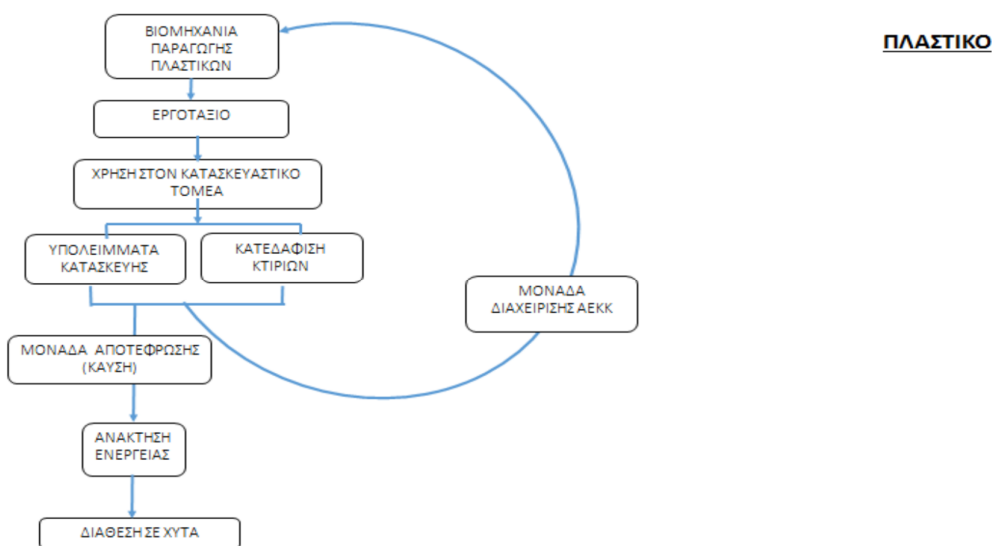 ΠΛΑΣΤΙΚΟ
ΒΙΟΜΗΧΑΝΙΑ
ΠΑΡΑΓΩΓΗΣ
ΠΛΑΣΤΙΚΩΝ
ΕΡΓΟΤΑΞΙΟ
ΧΡΗΣΗ ΣΤΟΝ ΚΑΤΑΣΚΕΥΑΣΤΙΚΟ
ΤΟΜΕΑ
ΥΠΟΛΕΙΜΜΑΤΑ
ΚΑΤΑΣΚΕΥΗΣ
ΚΑΤΕΔΑΦΙΣΗ
ΚΤΙΡΙΩΝ
ΜΟΝΑΔΑ
ΔΙΑΧΕΙΡΙΣΗΣ ΑΕΚΚ
ΜΟΝΑΔΑ ΑΠΟΤΕΦΡΩΣΗΣ
(ΚΑΥΣΗ)
ΑΝΑΚΤΗΣΗ
ΕΝΕΡΓΕΙΑΣ
ΔΙΑΘΕΣΗ ΣΕ ΧΥΤΑ